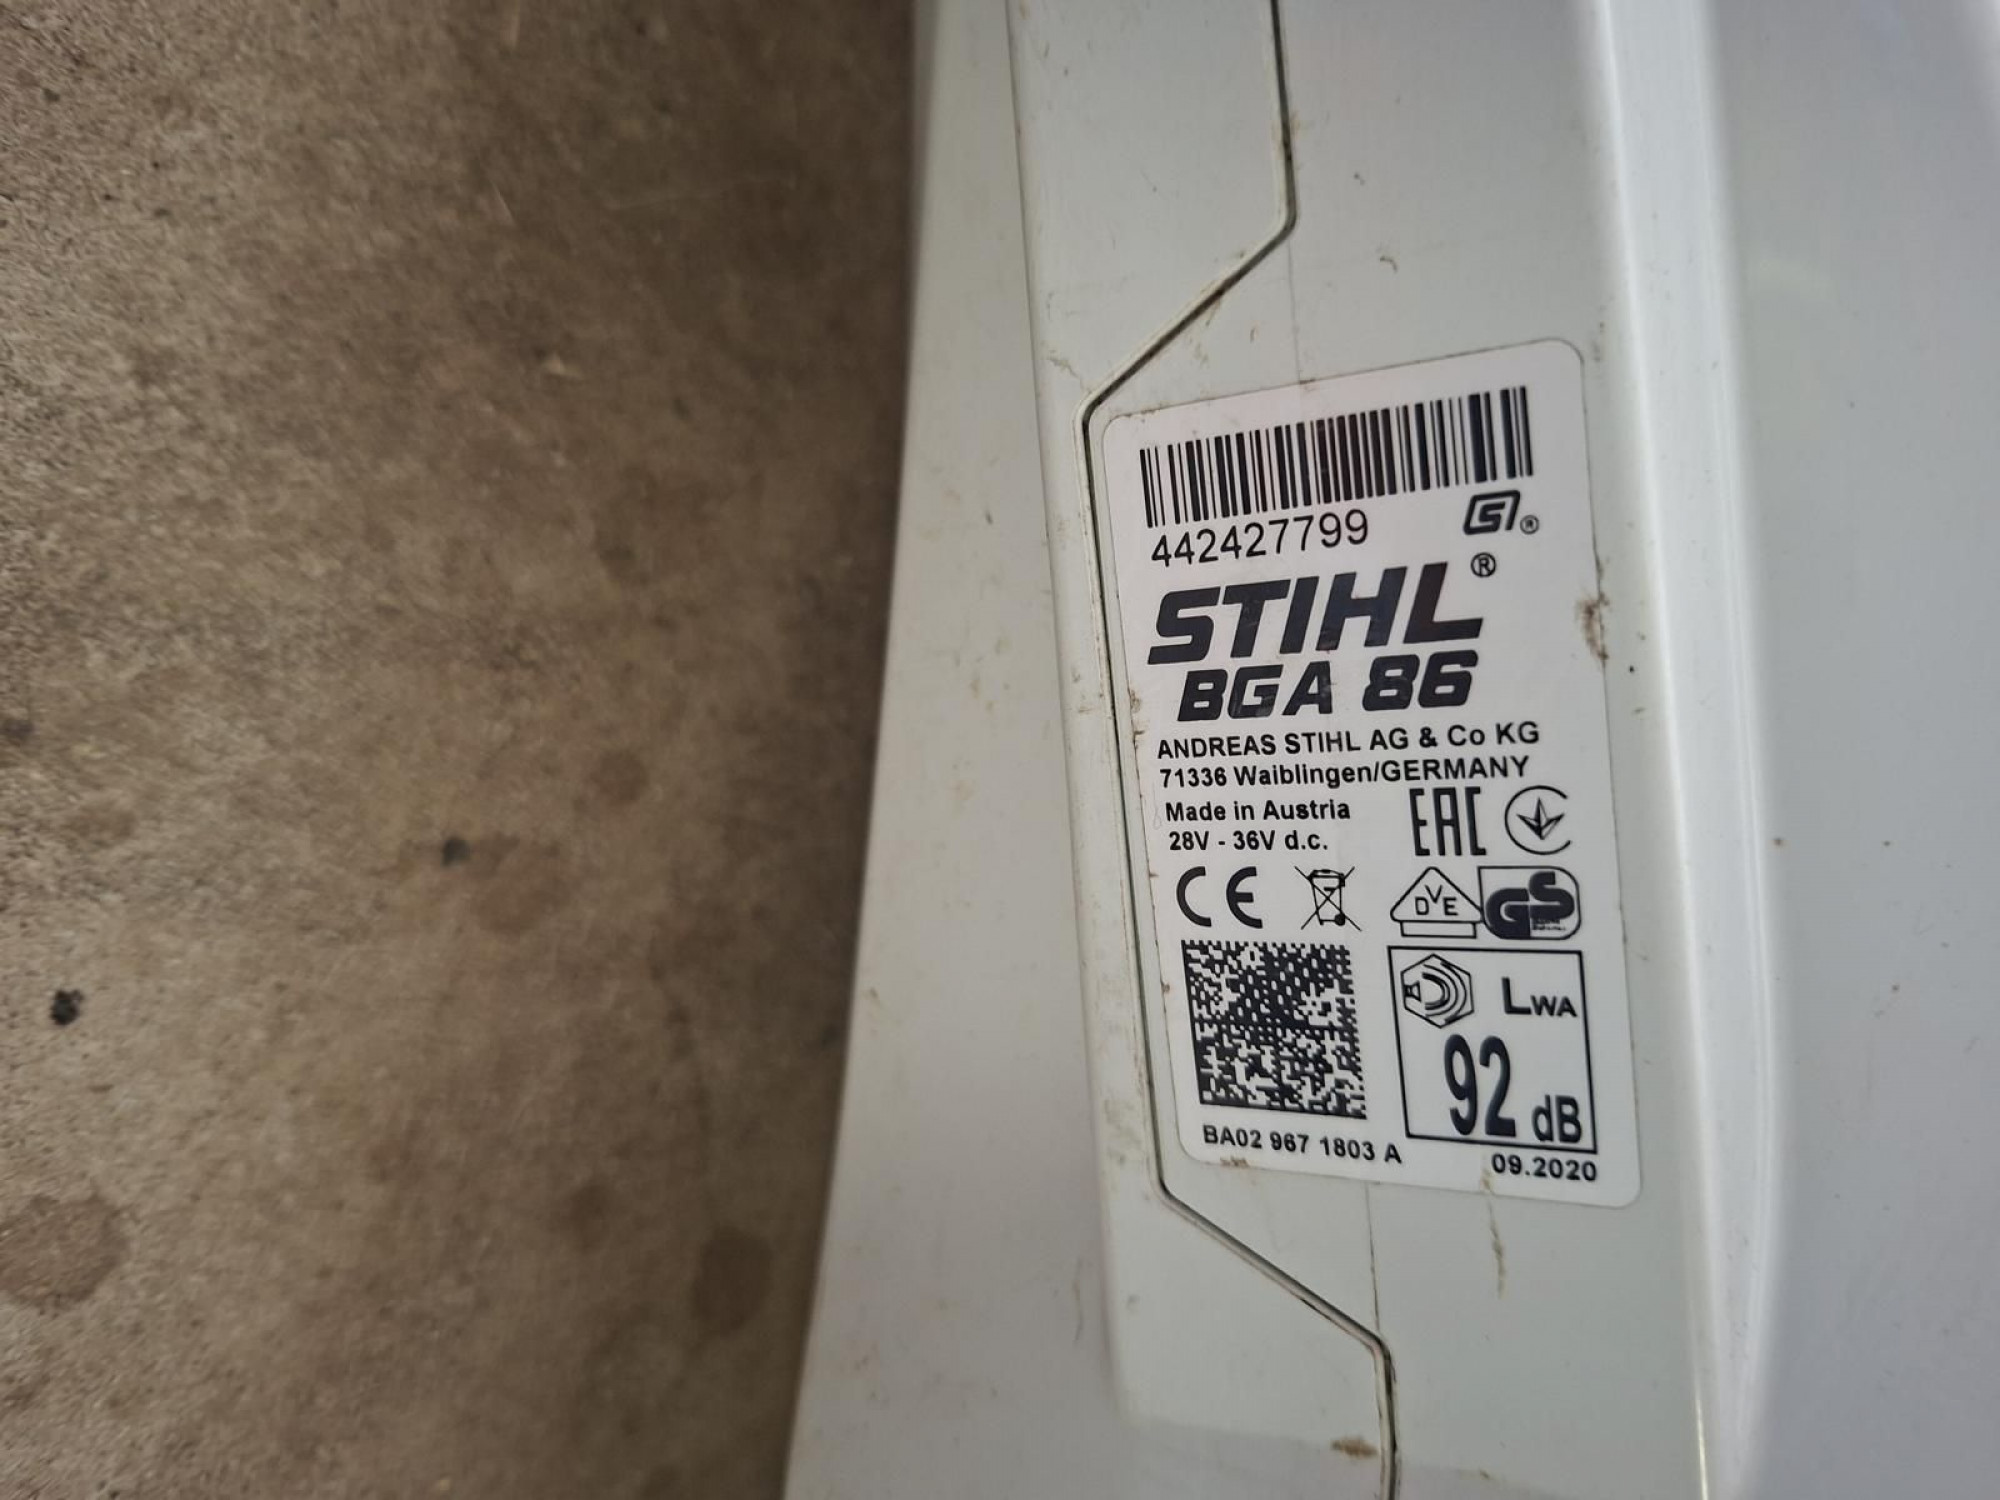 442427799
STIHL®
BGA 86
ANDREAS STIHL AG & Co KG
71336 Waiblingen/GERMANY
Made in Austria
28V - 36V d.c.
EAC
CE
DVE
GS
LWA
92 dB
BA02 967 1803 A
09.2020